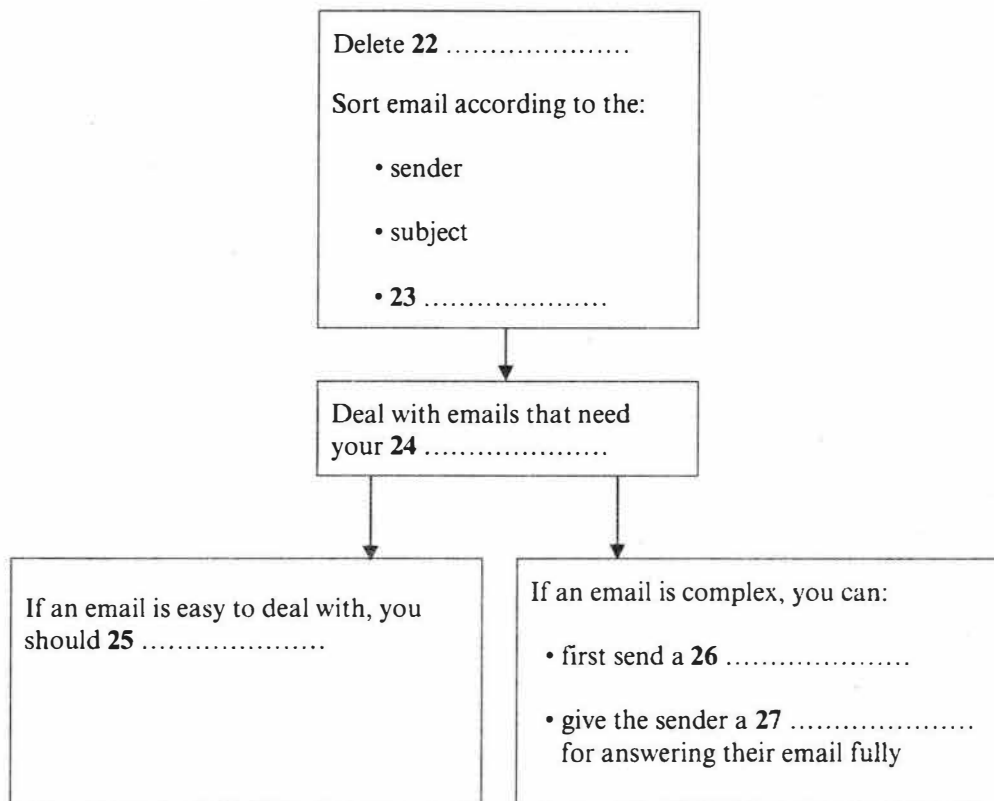 Delete 22 .....................
Sort email according to the:
• sender
• subject
• 23 .....................
Deal with emails that need
your 24 .....................
If an email is easy to deal with, you
should 25 .....................
If an email is complex, you can:
• first send a 26 .....................
• give the sender a 27 .....................
for answering their email fully